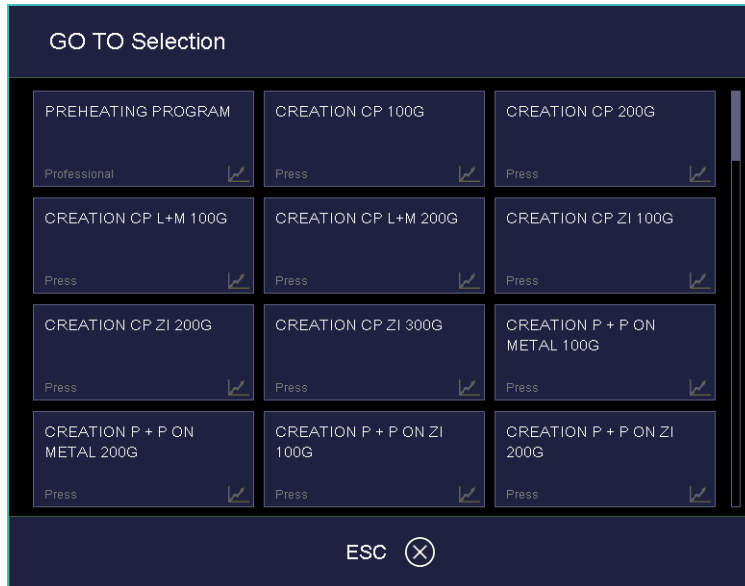 GO TO Selection
PREHEATING PROGRAM
Professional
CREATION CP 100G
Press
CREATION CP 200G
Press
CREATION CP L+M 100G
Press
CREATION CP L+M 200G
Press
CREATION CP ZI 100G
Press
CREATION CP ZI 200G
Press
CREATION CP ZI 300G
Press
CREATION P + P ON
METAL 100G
Press
CREATION P + P ON
METAL 200G
Press
CREATION P + P ON ZI
100G
Press
CREATION P + P ON ZI
200G
Press
ESC